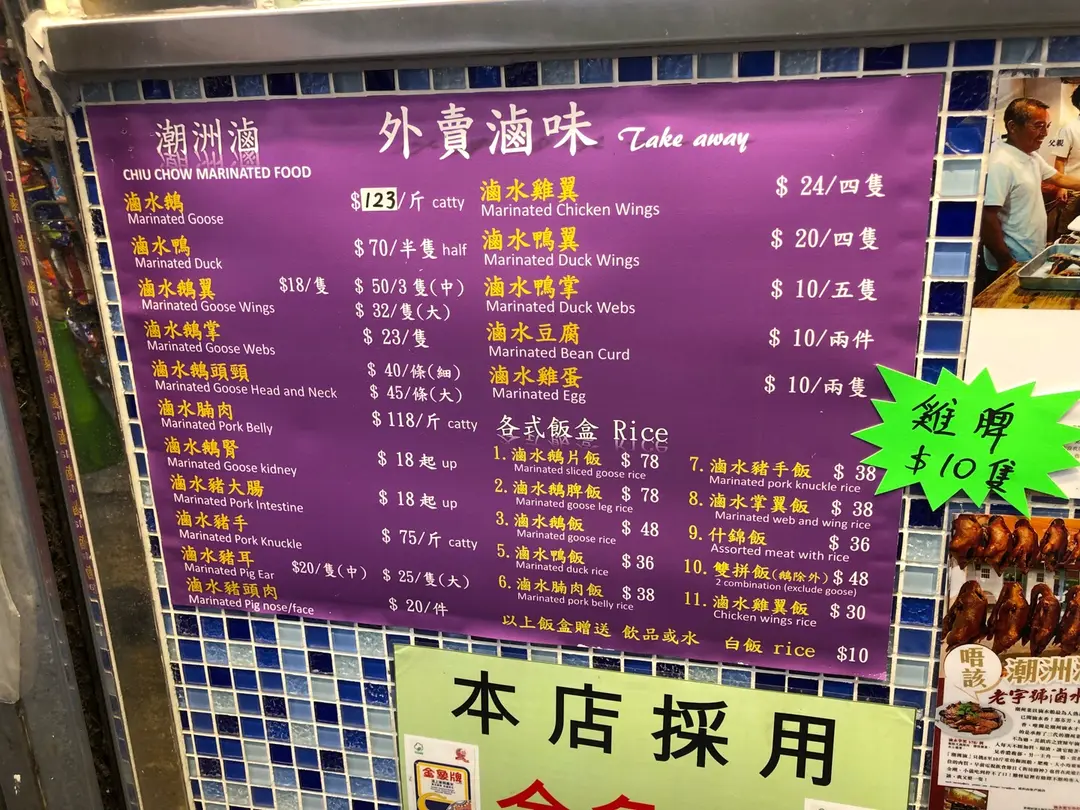 潮洲滷
CHIU CHOW MARINATED FOOD
外賣滷味 Take away
滷水鵝 $123/斤 catty
Marinated Goose
滷水鴨 $70/半隻 half
Marinated Duck
滷水鵝翼 $18/隻 $ 50/3隻(中)
Marinated Goose Wings $ 32/隻(大)
滷水鵝掌 $ 23/隻
Marinated Goose Webs
滷水鵝頭頸 $ 40/條(細)
Marinated Goose Head and Neck $ 45/條(大)
滷水腩肉 $ 118/斤 catty
Marinated Pork Belly
滷水鵝腎 $ 18 起 up
Marinated Goose kidney
滷水豬大腸 $ 18 起 up
Marinated Pork Intestine
滷水豬手 $ 75/斤 catty
Marinated Pork Knuckle
滷水豬耳 $20/隻(中) $ 25/隻(大)
Marinated Pig Ear
滷水豬頭肉 $ 20/件
Marinated Pig nose/face
滷水雞翼 $ 24/四隻
Marinated Chicken Wings
滷水鴨翼 $ 20/四隻
Marinated Duck Wings
滷水鴨掌 $ 10/五隻
Marinated Duck Webs
滷水豆腐 $ 10/兩件
Marinated Bean Curd
滷水雞蛋 $ 10/兩隻
Marinated Egg
各式飯盒 Rice
1. 滷水鵝片飯 $ 78
Marinated sliced goose rice
2. 滷水鵝脾飯 $ 78
Marinated goose leg rice
3. 滷水鵝飯 $ 48
Marinated goose rice
5. 滷水鴨飯 $36
Marinated duck rice
6. 滷水腩肉飯 $ 38
Marinated pork belly rice
7. 滷水豬手飯 $ 38
Marinated pork knuckle rice
8. 滷水掌翼飯 $ 38
Marinated web and wing rice
9. 什錦飯 $ 36
Assorted meat with rice
10. 雙拼飯(鵝除外) $ 48
2 combination (exclude goose)
11. 滷水雞翼飯 $ 30
Chicken wings rice
以上飯盒贈送 飲品或水 白飯 rice $10
雞脾
$10隻
父親
本店採用
金象牌
唔該
潮洲滷
老字號滷水